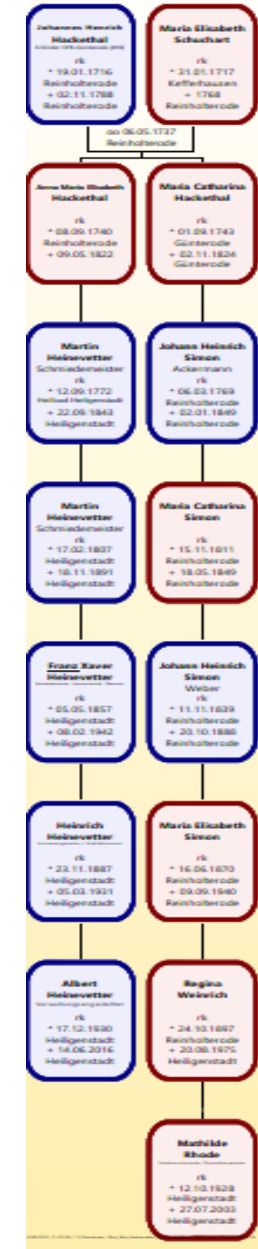 Johannes Heinrich
Hackethal
rk
* 19.01.1716
Reinholterode
+ 02.11.1788
Reinholterode
Maria Elisabeth
Schuchart
rk
* 31.01.1717
Kefferhausen
+ 1768
Reinholterode
oo 06.05.1737
Reinholterode
Anna Maria Elisabeth
Hackethal
rk
* 08.09.1740
Reinholterode
+ 09.05.1822
Maria Catharina
Hackethal
rk
* 01.09.1743
Günterode
+ 02.11.1824
Günterode
Martin
Heinevetter
Schmiedemeister
rk
* 12.09.1772
Heilbad Heiligenstadt
+ 22.09.1843
Heiligenstadt
Johann Heinrich
Simon
Ackermann
rk
* 06.03.1769
Reinholterode
+ 02.01.1849
Reinholterode
Martin
Heinevetter
Schmiedemeister
rk
* 17.02.1807
Heiligenstadt
+ 18.11.1891
Heiligenstadt
Maria Catharina
Simon
rk
* 15.11.1811
Reinholterode
+ 18.05.1849
Reinholterode
Franz Xaver
Heinevetter
rk
* 05.05.1857
Heiligenstadt
+ 08.02.1942
Heiligenstadt
Johann Heinrich
Simon
Weber
rk
* 11.11.1839
Reinholterode
+ 20.10.1888
Reinholterode
Heinrich
Heinevetter
rk
* 23.11.1887
Heiligenstadt
+ 05.03.1931
Heiligenstadt
Maria Elisabeth
Simon
rk
* 16.06.1870
Reinholterode
+ 09.09.1940
Reinholterode
Albert
Heinevetter
Verwaltungsangestellter
rk
* 17.12.1930
Heiligenstadt
+ 14.06.2016
Heiligenstadt
Regina
Weinrich
rk
* 24.10.1897
Reinholterode
+ 20.08.1975
Heiligenstadt
Mathilde
Rhode
rk
* 12.10.1928
Heiligenstadt
+ 27.07.2003
Heiligenstadt